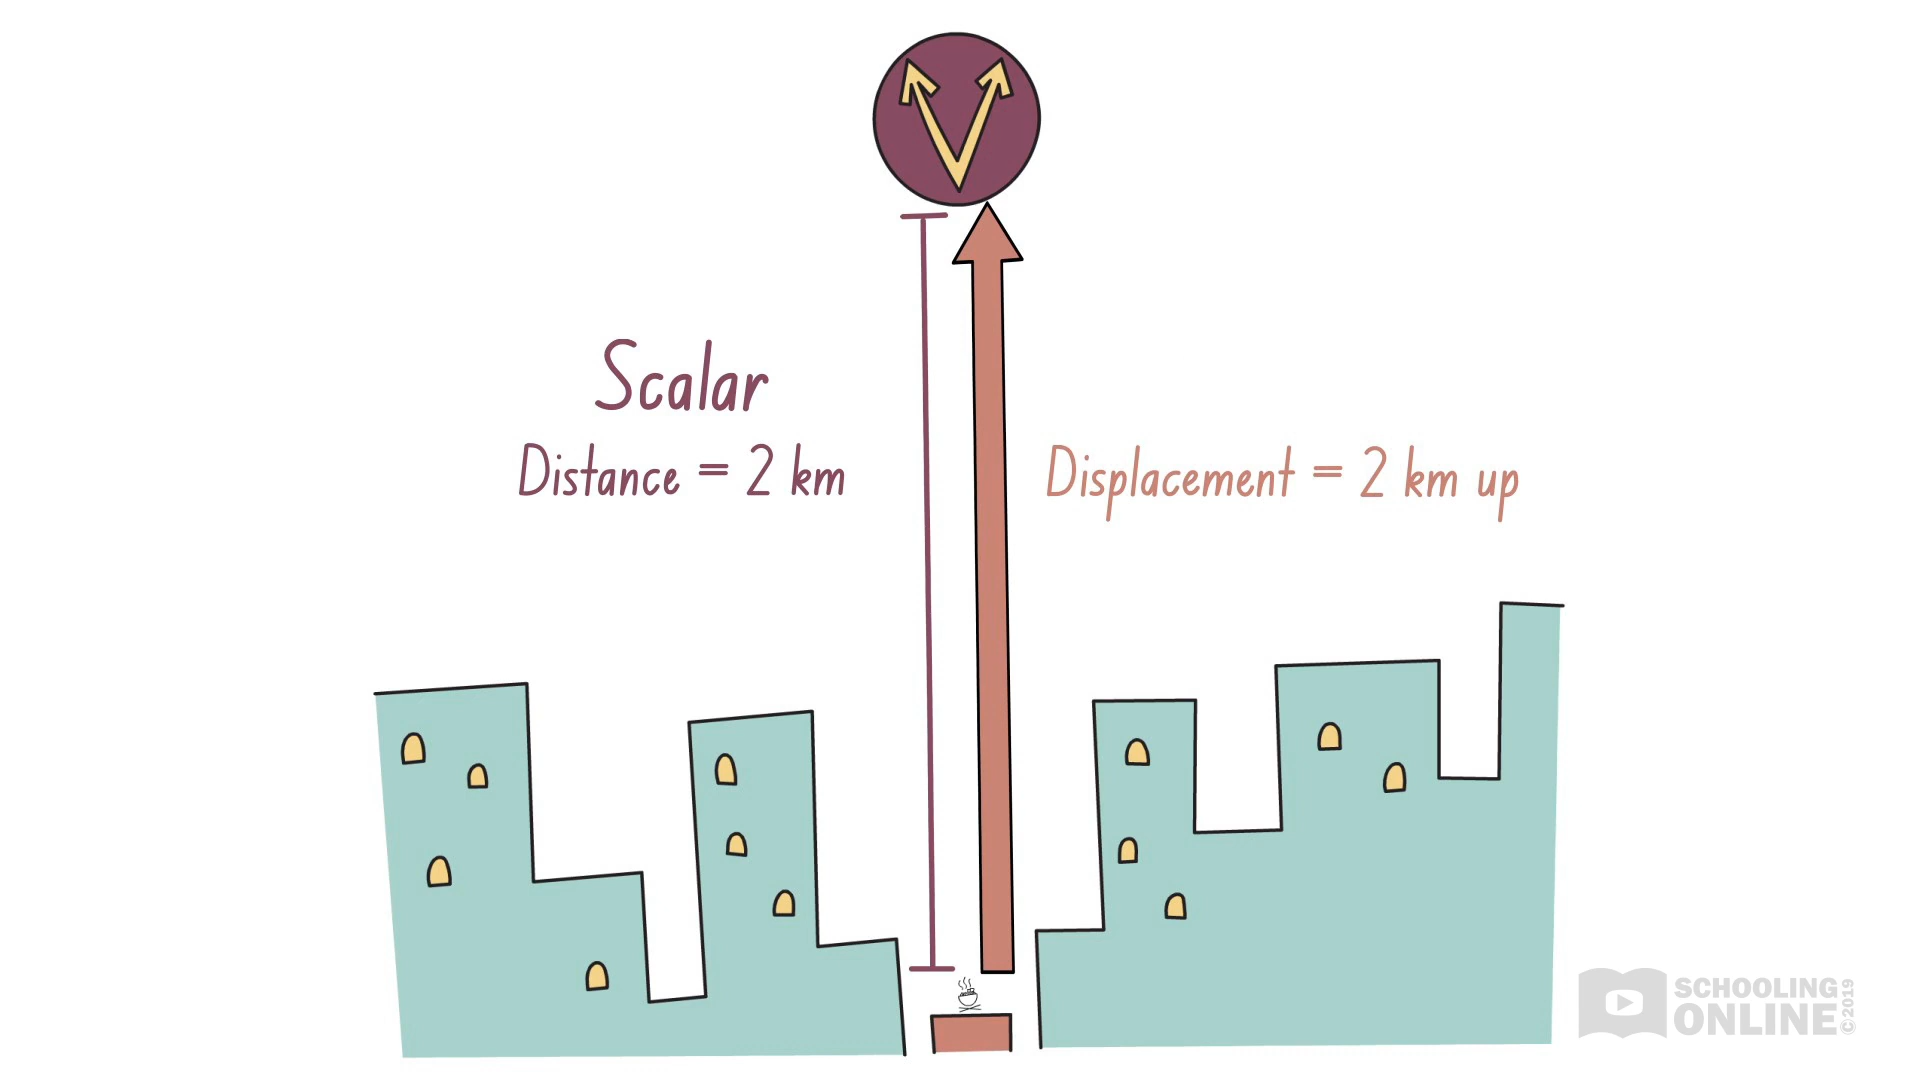 Scalar
Distance = 2 km
Displacement = 2 km up
SCHOOLING
ONLINE
©2019